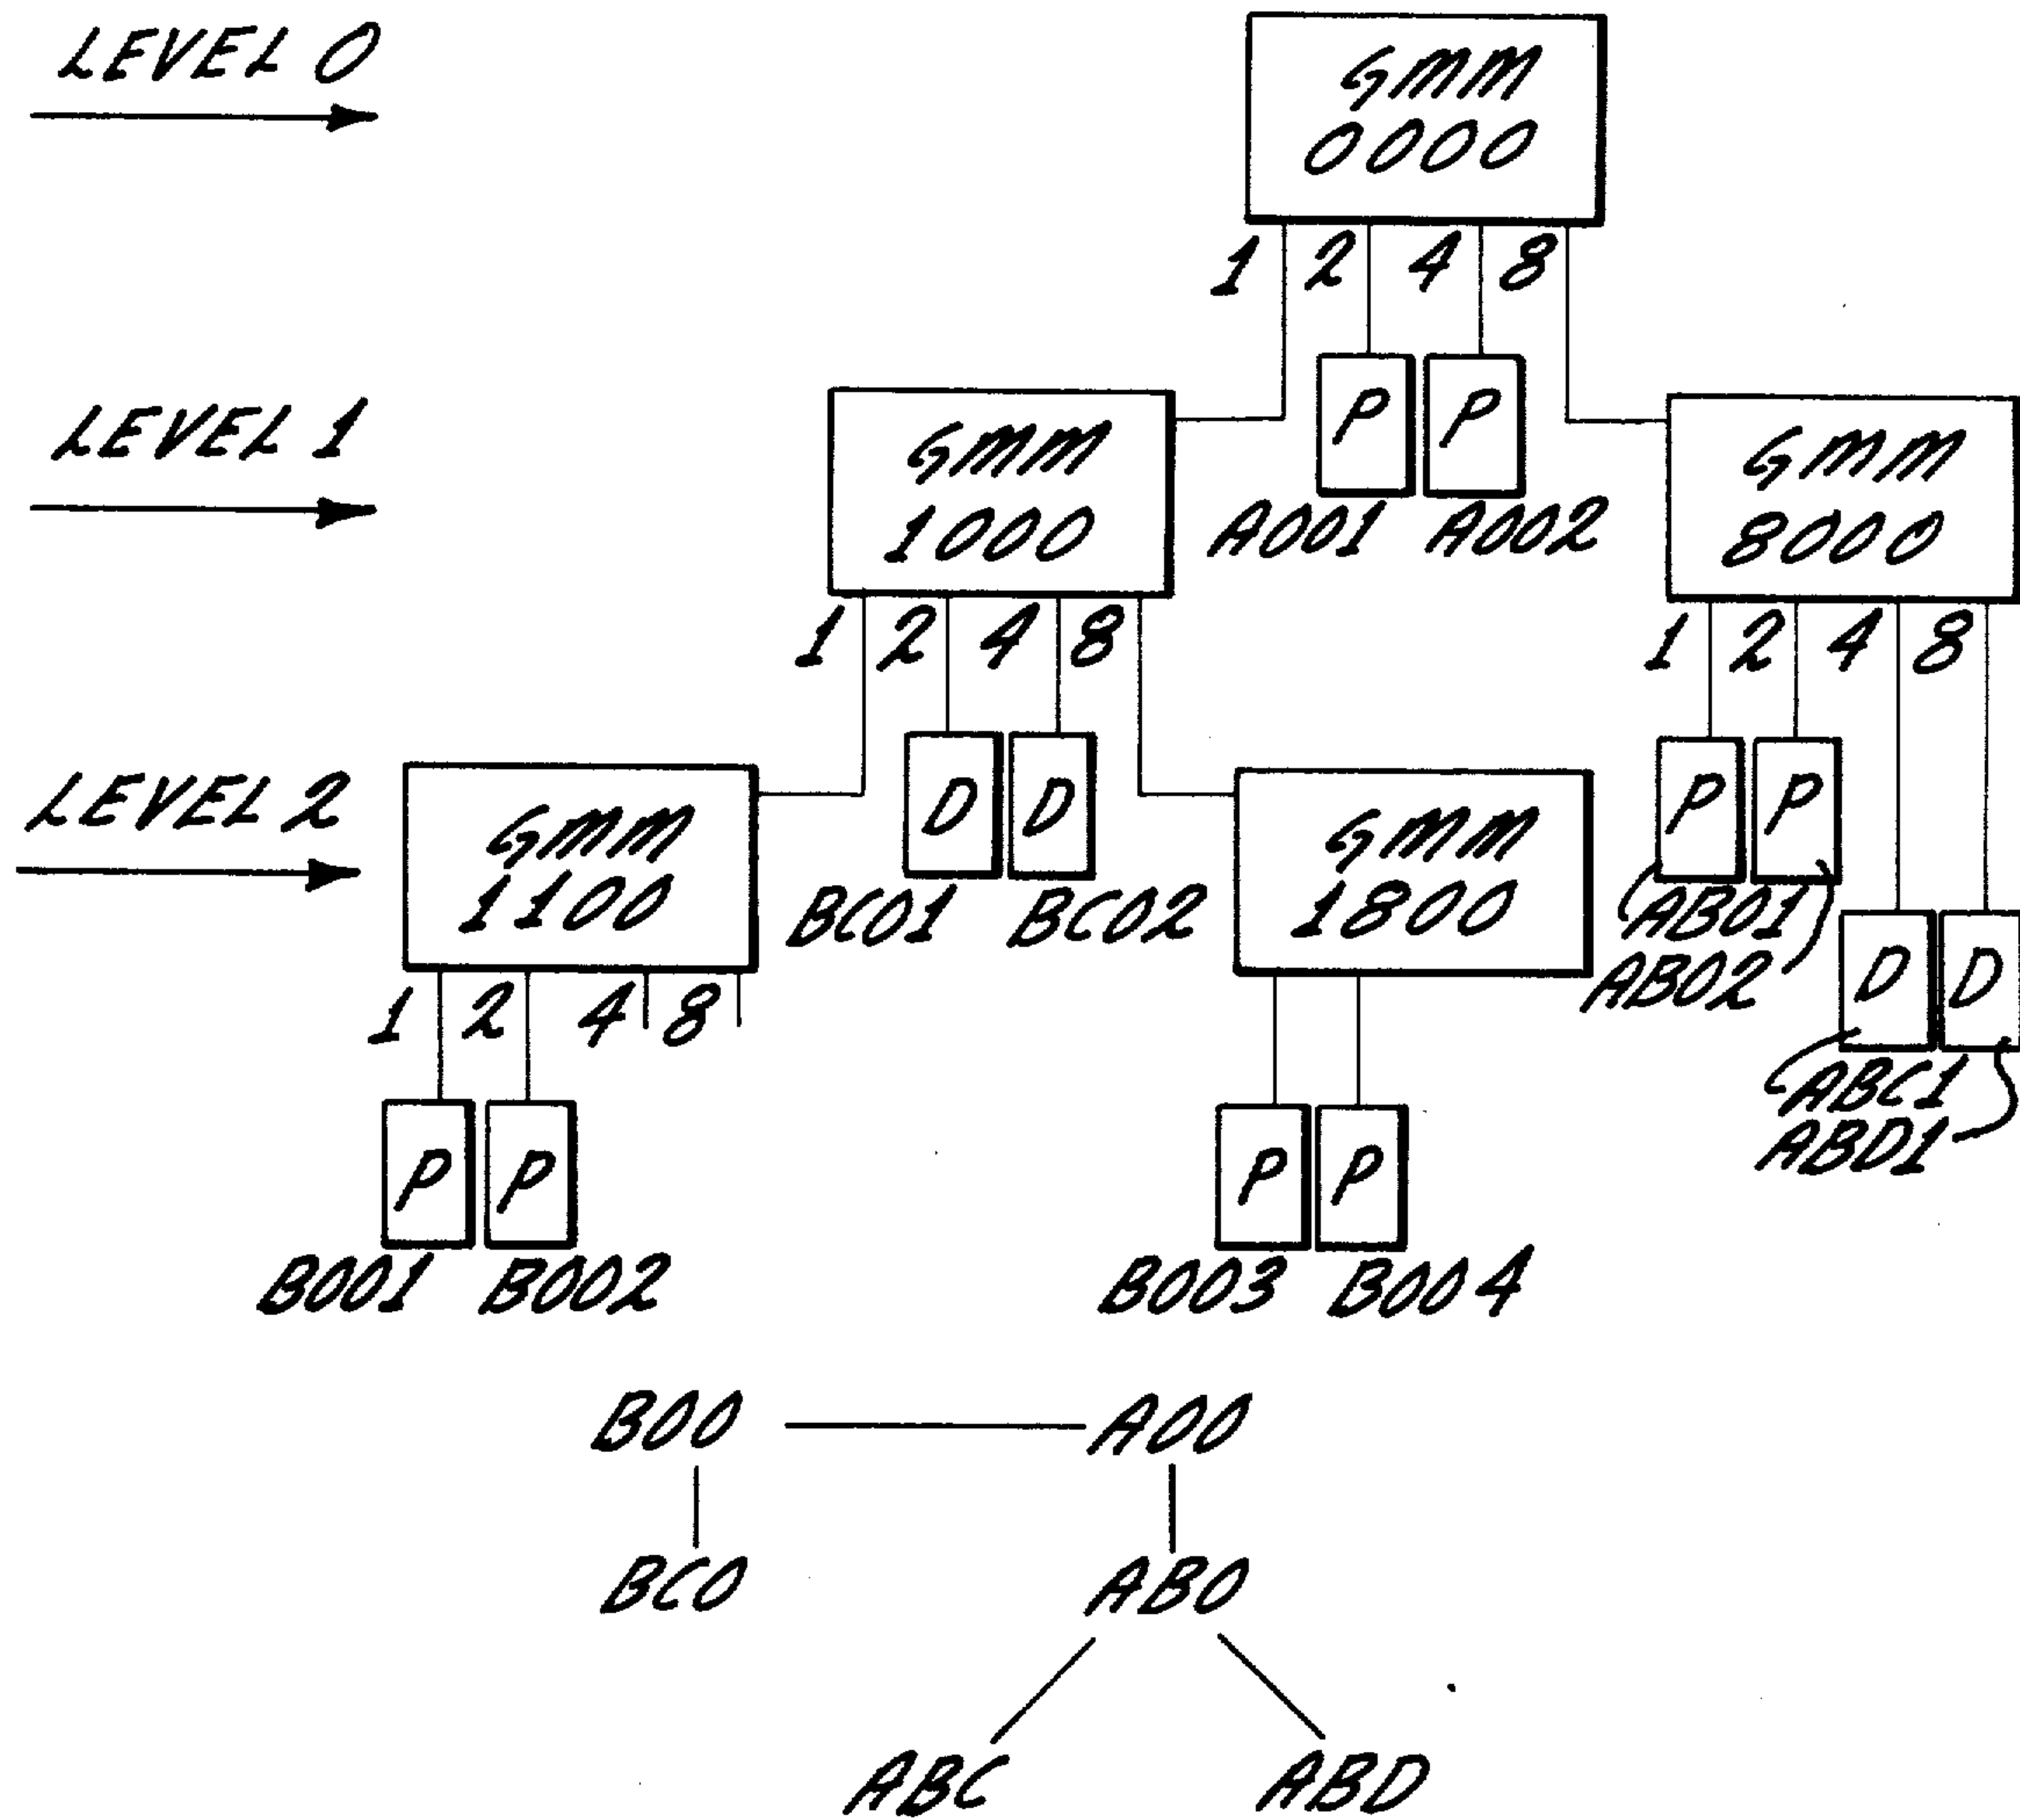 LEVEL 0
GMM
0000
1 2 4 8
LEVEL 1
GMM
1000
P P
A001 A002
GMM
8000
1 2 4 8
1 2 4 8
LEVEL 2
GMM
1100
D D
BC01 BC02
GMM
1800
P P
AB01
AB02
D D
ABC1
ABD1
1 2 4 8
P P
B001 B002
P P
B003 B004
B00 A00
BC0 AB0
ABC ABD